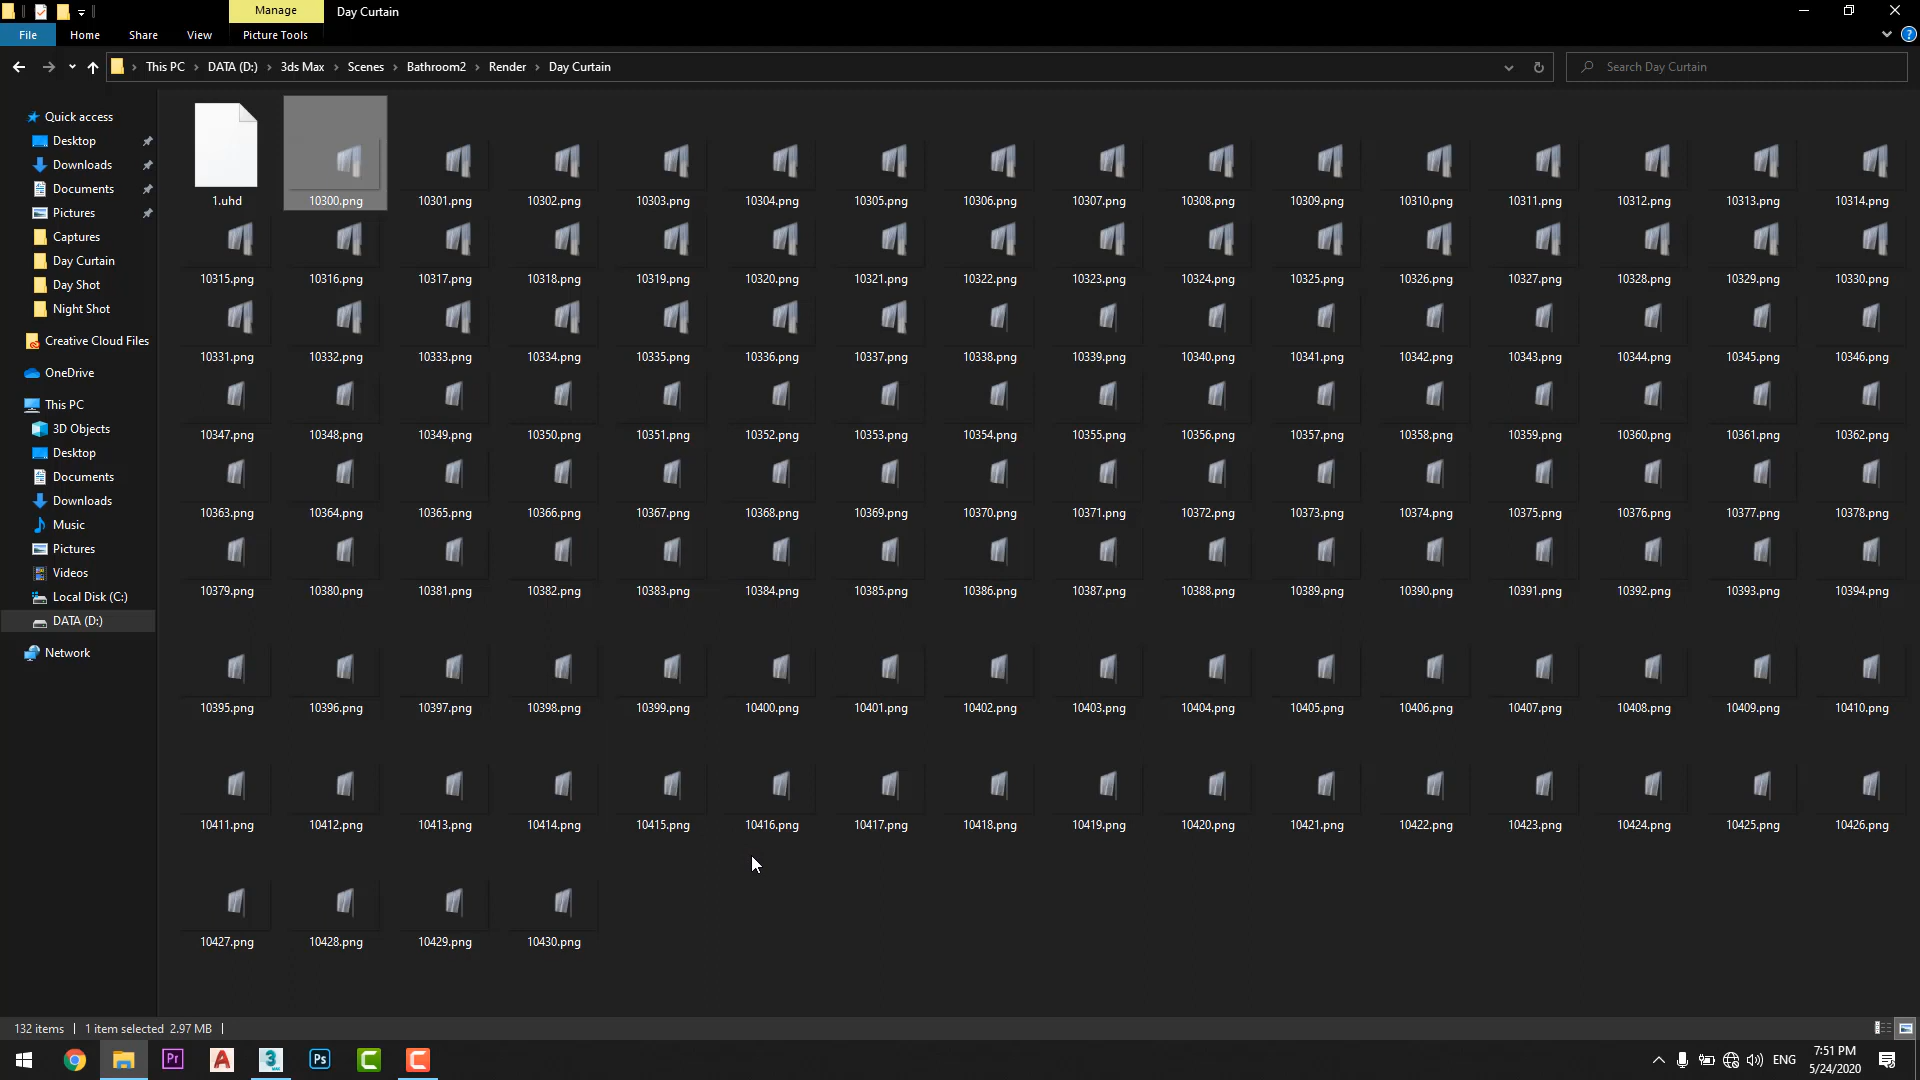 Manage
Day Curtain
File
Home
Share
View
Picture Tools
This PC
DATA (D:)
3ds Max
Scenes
Bathroom2
Render
Day Curtain
Search Day Curtain
Quick access
Desktop
Downloads
Documents
Pictures
Captures
Day Curtain
Day Shot
Night Shot
Creative Cloud Files
OneDrive
This PC
3D Objects
Desktop
Documents
Downloads
Music
Pictures
Videos
Local Disk (C:)
DATA (D:)
Network
1.uhd 10300.png 10301.png 10302.png 10303.png 10304.png 10305.png 10306.png 10307.png 10308.png 10309.png 10310.png 10311.png 10312.png 10313.png 10314.png
10315.png 10316.png 10317.png 10318.png 10319.png 10320.png 10321.png 10322.png 10323.png 10324.png 10325.png 10326.png 10327.png 10328.png 10329.png 10330.png
10331.png 10332.png 10333.png 10334.png 10335.png 10336.png 10337.png 10338.png 10339.png 10340.png 10341.png 10342.png 10343.png 10344.png 10345.png 10346.png
10347.png 10348.png 10349.png 10350.png 10351.png 10352.png 10353.png 10354.png 10355.png 10356.png 10357.png 10358.png 10359.png 10360.png 10361.png 10362.png
10363.png 10364.png 10365.png 10366.png 10367.png 10368.png 10369.png 10370.png 10371.png 10372.png 10373.png 10374.png 10375.png 10376.png 10377.png 10378.png
10379.png 10380.png 10381.png 10382.png 10383.png 10384.png 10385.png 10386.png 10387.png 10388.png 10389.png 10390.png 10391.png 10392.png 10393.png 10394.png
10395.png 10396.png 10397.png 10398.png 10399.png 10400.png 10401.png 10402.png 10403.png 10404.png 10405.png 10406.png 10407.png 10408.png 10409.png 10410.png
10411.png 10412.png 10413.png 10414.png 10415.png 10416.png 10417.png 10418.png 10419.png 10420.png 10421.png 10422.png 10423.png 10424.png 10425.png 10426.png
10427.png 10428.png 10429.png 10430.png
132 items
1 item selected 2.97 MB
Pr
A
3
MAX
Ps
C
C
ENG
7:51 PM
5/24/2020